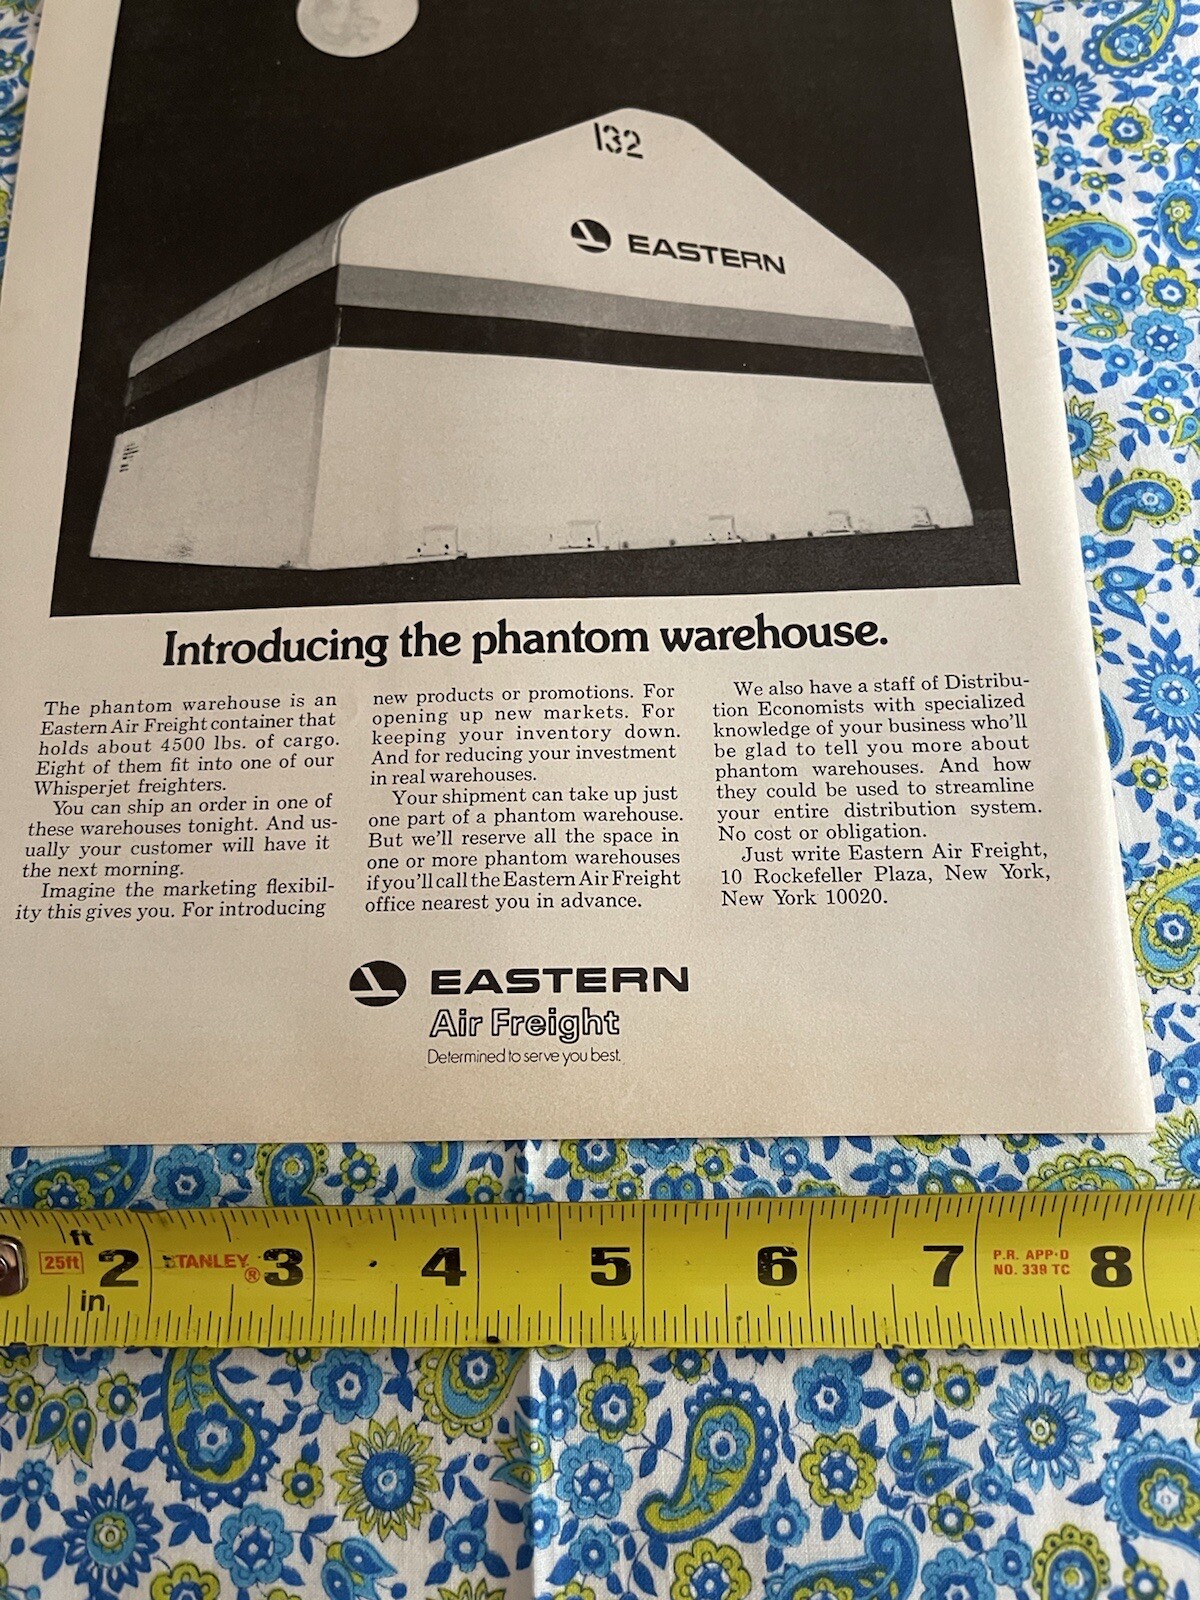 132
EASTERN
Introducing the phantom warehouse.
The phantom warehouse is an
Eastern Air Freight container that
holds about 4500 lbs. of cargo.
Eight of them fit into one of our
Whisperjet freighters.
You can ship an order in one of
these warehouses tonight. And us-
ually your customer will have it
the next morning.
Imagine the marketing flexibil-
ity this gives you. For introducing
new products or promotions. For
opening up new markets. For
keeping your inventory down.
And for reducing your investment
in real warehouses.
Your shipment can take up just
one part of a phantom warehouse.
But we'll reserve all the space in
one or more phantom warehouses
if you'll call the Eastern Air Freight
office nearest you in advance.
We also have a staff of Distribu-
tion Economists with specialized
knowledge of your business who'll
be glad to tell you more about
phantom warehouses. And how
they could be used to streamline
your entire distribution system.
No cost or obligation.
Just write Eastern Air Freight,
10 Rockefeller Plaza, New York,
New York 10020.
EASTERN
Air Freight
Determined to serve you best.
ft
25ft 2 STANLEY® 3 4 5 6 7 P.R. APP·D 8
NO. 339 TC
in